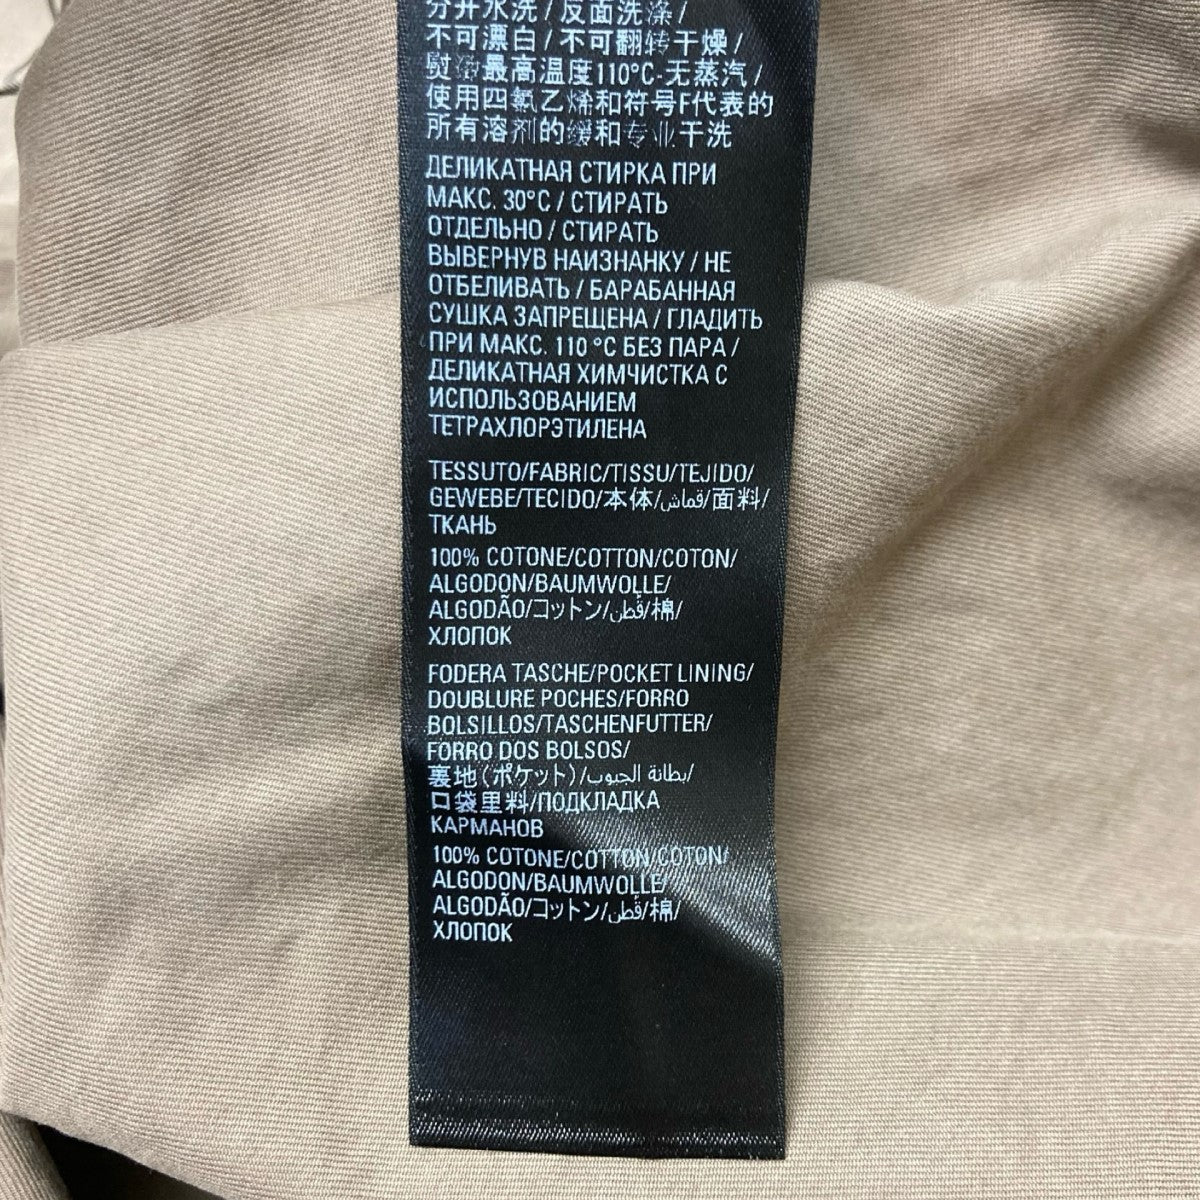 分开水洗/反面洗涤/
不可漂白/不可翻转干燥/
熨烫最高温度110°C-无蒸汽/
使用四氯乙烯和符号F代表的
所有溶剂的缓和专业干洗
ДЕЛИКАТНАЯ СТИРКА ПРИ
МАКС. 30°C / СТИРАТЬ
ОТДЕЛЬНО / СТИРАТЬ
ВЫВЕРНУВ НАИЗНАНКУ / НЕ
ОТБЕЛИВАТЬ / БАРАБАННАЯ
СУШКА ЗАПРЕЩЕНА / ГЛАДИТЬ
ПРИ МАКС. 110 °C БЕЗ ПАРА /
ДЕЛИКАТНАЯ ХИМЧИСТКА С
ИСПОЛЬЗОВАНИЕМ
ТЕТРАХЛОРЭТИЛЕНА
TESSUTO/FABRIC/TISSU/TEJIDO/
GEWEBE/TECIDO/本体/قماش/面料/
ТКАНЬ
100% COTONE/COTTON/COTON/
ALGODON/BAUMWOLLE/
ALGODÃO/コットン/قُطن/棉/
ХЛОПОК
FODERA TASCHE/POCKET LINING/
DOUBLURE POCHES/FORRO
BOLSILLOS/TASCHENFUTTER/
FORRO DOS BOLSOS/
裏地(ポケット)/بطانة الجيوب/
口袋里料/ПОДКЛАДКА
КАРМАНОВ
100% COTONE/COTTON/COTON/
ALGODON/BAUMWOLLE/
ALGODÃO/コットン/قُطن/棉/
ХЛОПОК